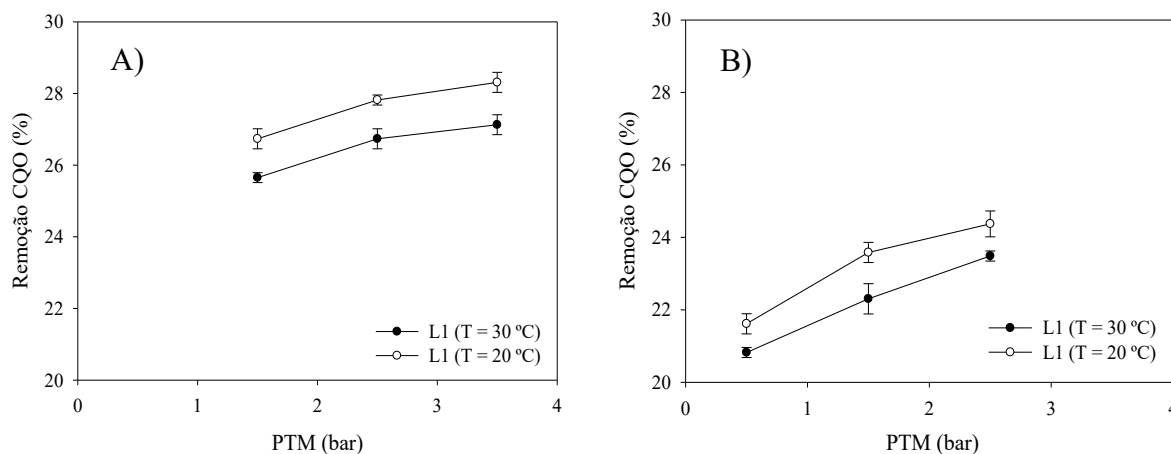 A)
Remoção CQO (%)
30
28
26
24
22
20
0
1
2
3
4
PTM (bar)
L1 (T = 30 ºC)
L1 (T = 20 ºC)
B)
Remoção CQO (%)
30
28
26
24
22
20
0
1
2
3
4
PTM (bar)
L1 (T = 30 ºC)
L1 (T = 20 ºC)